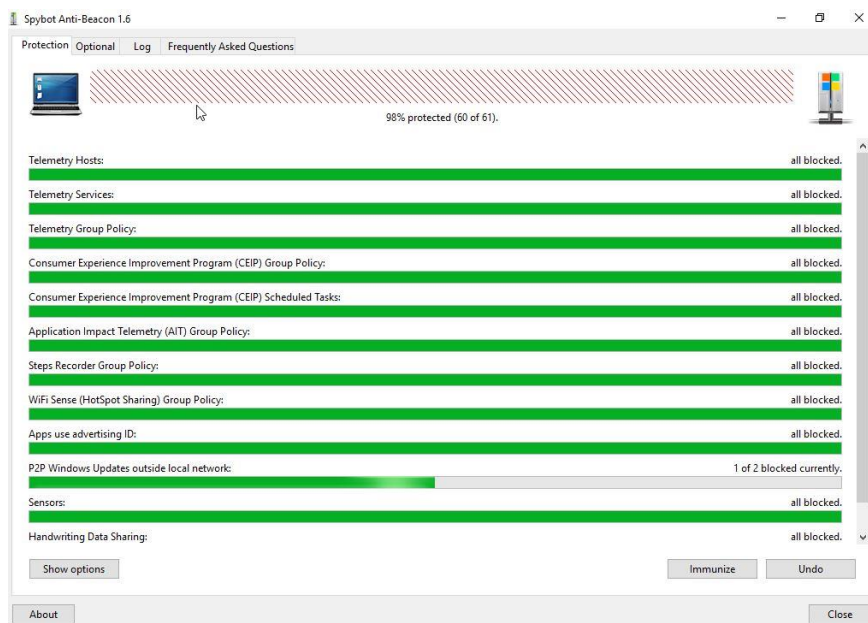 Spybot Anti-Beacon 1.6
Protection Optional Log Frequently Asked Questions
98% protected (60 of 61).
Telemetry Hosts: all blocked.
Telemetry Services: all blocked.
Telemetry Group Policy: all blocked.
Consumer Experience Improvement Program (CEIP) Group Policy: all blocked.
Consumer Experience Improvement Program (CEIP) Scheduled Tasks: all blocked.
Application Impact Telemetry (AIT) Group Policy: all blocked.
Steps Recorder Group Policy: all blocked.
WiFi Sense (HotSpot Sharing) Group Policy: all blocked.
Apps use advertising ID: all blocked.
P2P Windows Updates outside local network: 1 of 2 blocked currently.
Sensors: all blocked.
Handwriting Data Sharing: all blocked.
Show options Immunize Undo
About Close